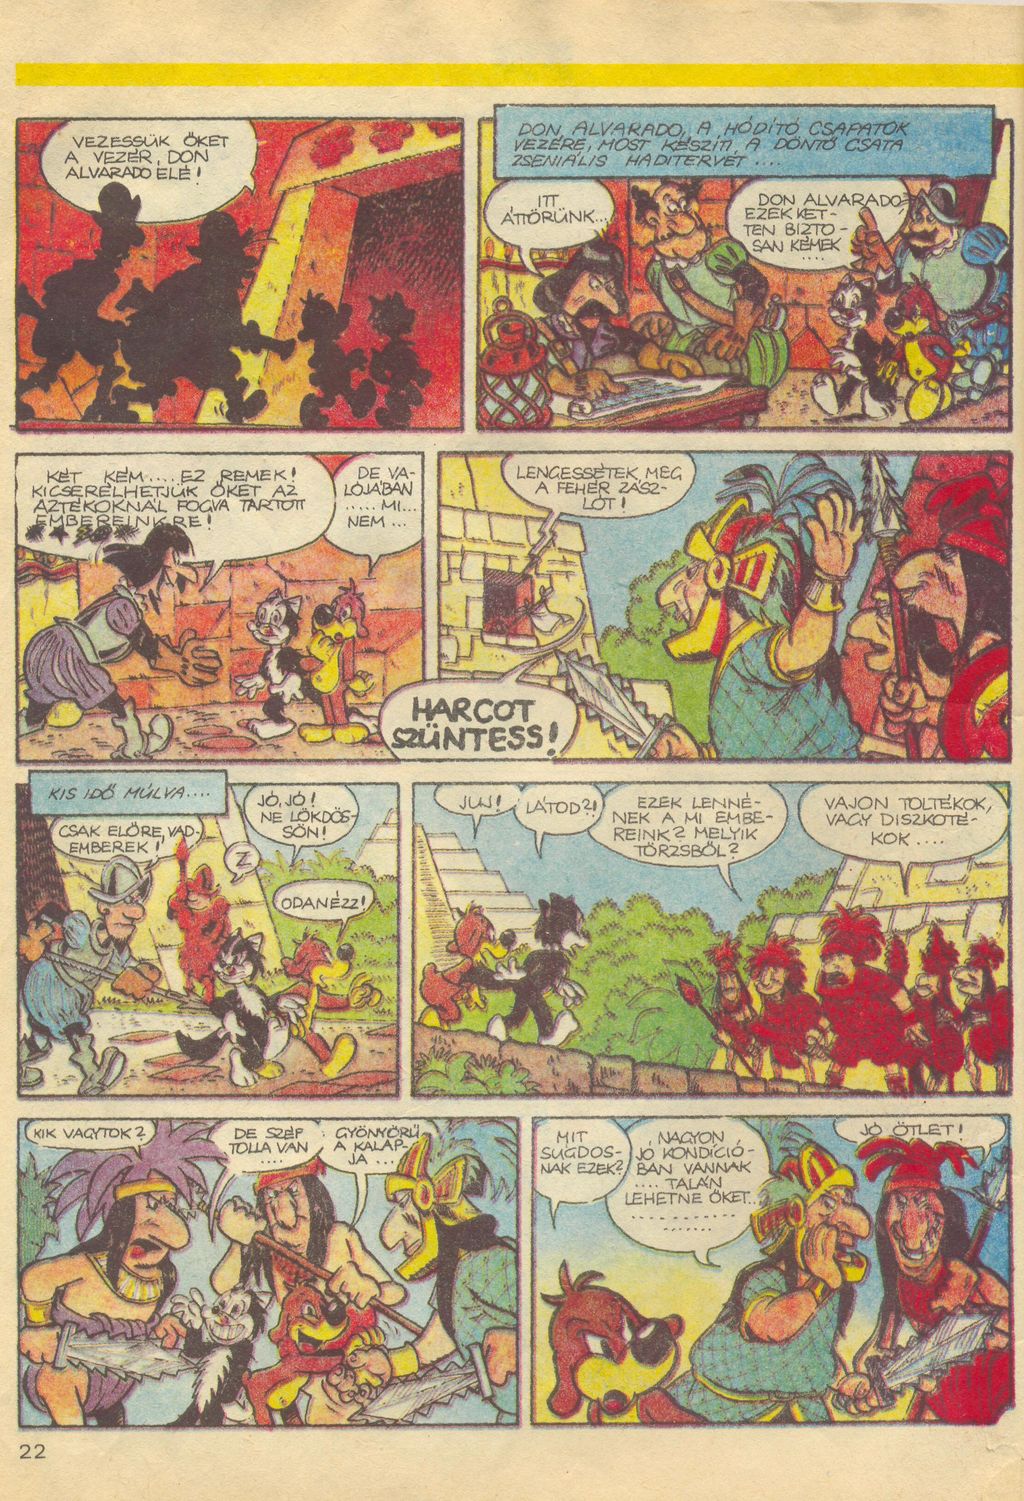 VEZESSÜK ŐKET
A VEZÉR, DON
ALVARADO ELÉ!
DON ALVARADO, A HÓDÍTÓ CSAPATOK
VEZÉRE, MOST KÉSZÍTI A DÖNTŐ CSATA
ZSENIÁLIS HADITERVÉT....
ITT
ÁTTÖRÜNK...
DON ALVARADO
EZEK KET-
TEN BIZTO-
SAN KÉMEK
....
KÉT KÉM.....EZ REMEK!
KICSERÉLHETJÜK ŐKET AZ
AZTÉKOKNÁL FOGVA TARTOTT
EMBEREINKRE!
DE VA-
LÓJÁBAN
.....MI...
NEM...
LENGESSÉTEK MEG
A FEHÉR ZÁSZ-
LÓT!
HARCOT
SZÜNTESS!
KIS IDŐ MÚLVA....
CSAK ELŐRE, VAD-
EMBEREK!
Z
JÓ, JÓ!
NE LÖKDÖS-
SÖN!
ODANÉZZ!
JUJ!
LÁTOD?!
EZEK LENNÉ-
NEK A MI EMBE-
REINK? MELYIK
TÖRZSBŐL?
VAJON TOLTÉKOK,
VAGY DISZKOTÉ-
KOK....
KIK VAGYTOK?
DE SZÉP
TOLLA VAN
....
GYÖNYÖRŰ
A KALAP-
JA...
MIT
SUGDOS-
NAK EZEK?
NAGYON
JÓ KONDÍCIÓ-
BAN VANNAK
.... TALÁN
LEHETNE ŐKET..
JÓ ÖTLET!
22